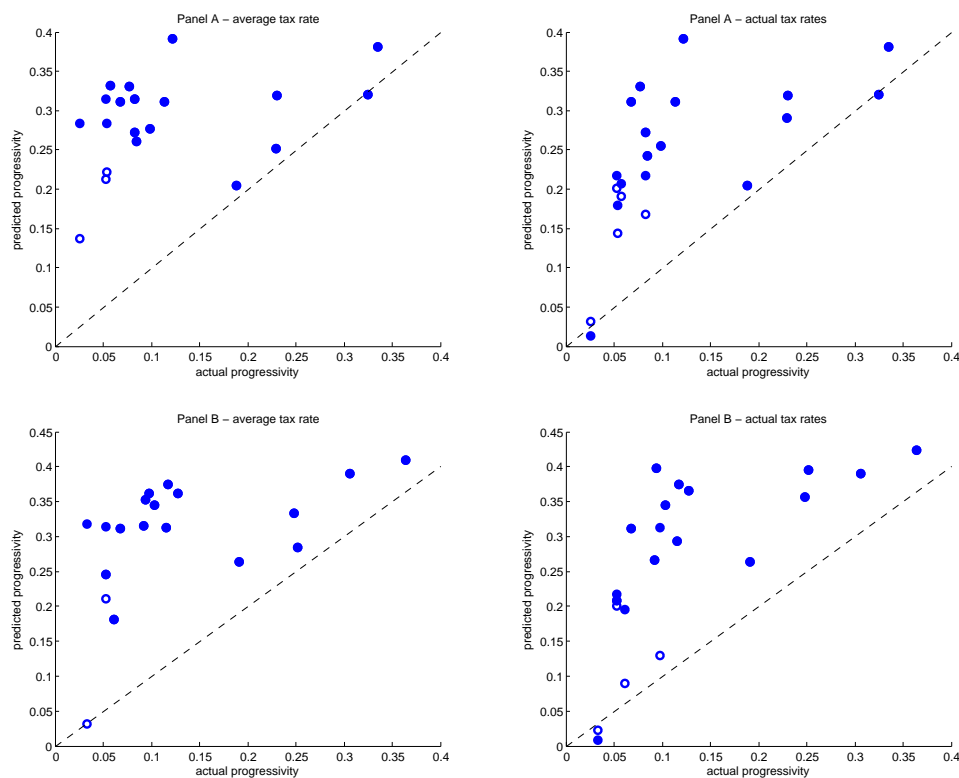 Panel A − average tax rate
0.4
0.35
0.3
0.25
0.2
0.15
0.1
0.05
0
predicted progressivity
0 0.05 0.1 0.15 0.2 0.25 0.3 0.35 0.4
actual progressivity
Panel A − actual tax rates
0.4
0.35
0.3
0.25
0.2
0.15
0.1
0.05
0
predicted progressivity
0 0.05 0.1 0.15 0.2 0.25 0.3 0.35 0.4
actual progressivity
Panel B − average tax rate
0.45
0.4
0.35
0.3
0.25
0.2
0.15
0.1
0.05
0
predicted progressivity
0 0.05 0.1 0.15 0.2 0.25 0.3 0.35 0.4
actual progressivity
Panel B − actual tax rates
0.45
0.4
0.35
0.3
0.25
0.2
0.15
0.1
0.05
0
predicted progressivity
0 0.05 0.1 0.15 0.2 0.25 0.3 0.35 0.4
actual progressivity